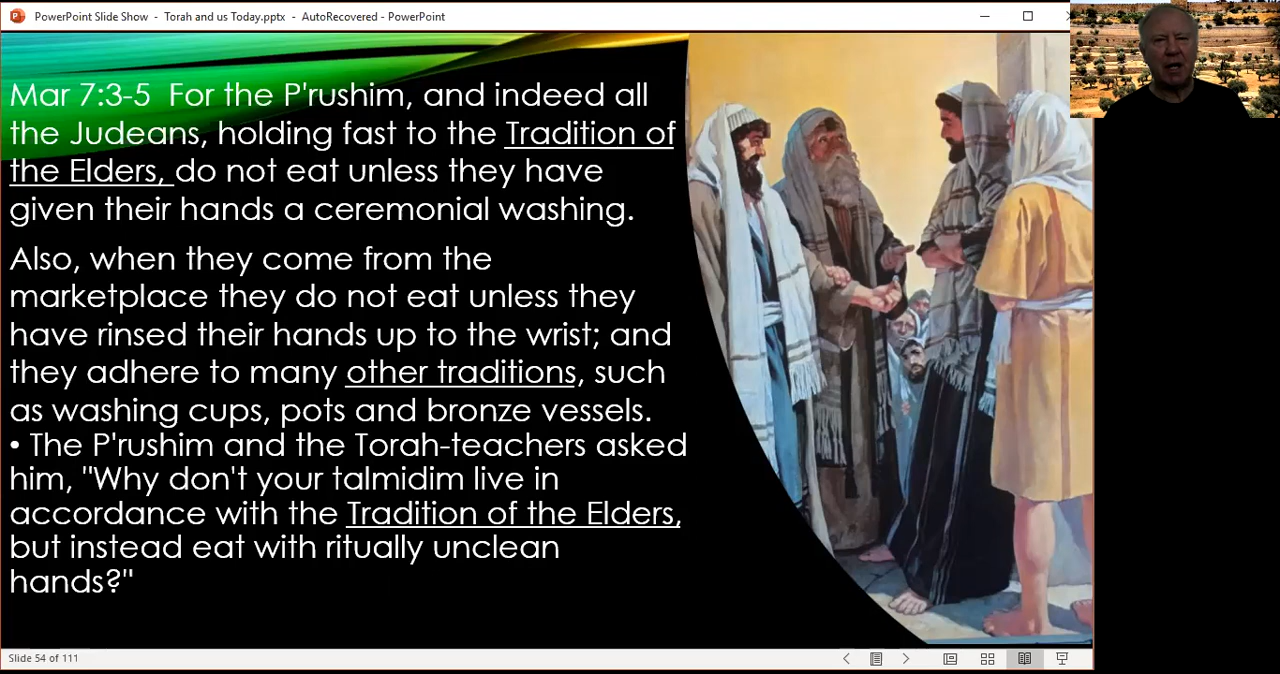 PowerPoint Slide Show - Torah and us Today.pptx - AutoRecovered - PowerPoint
Mar 7:3-5 For the P'rushim, and indeed all
the Judeans, holding fast to the Tradition of
the Elders, do not eat unless they have
given their hands a ceremonial washing.
Also, when they come from the
marketplace they do not eat unless they
have rinsed their hands up to the wrist; and
they adhere to many other traditions, such
as washing cups, pots and bronze vessels.
• The P'rushim and the Torah-teachers asked
him, "Why don't your talmidim live in
accordance with the Tradition of the Elders,
but instead eat with ritually unclean
hands?"
Slide 54 of 111